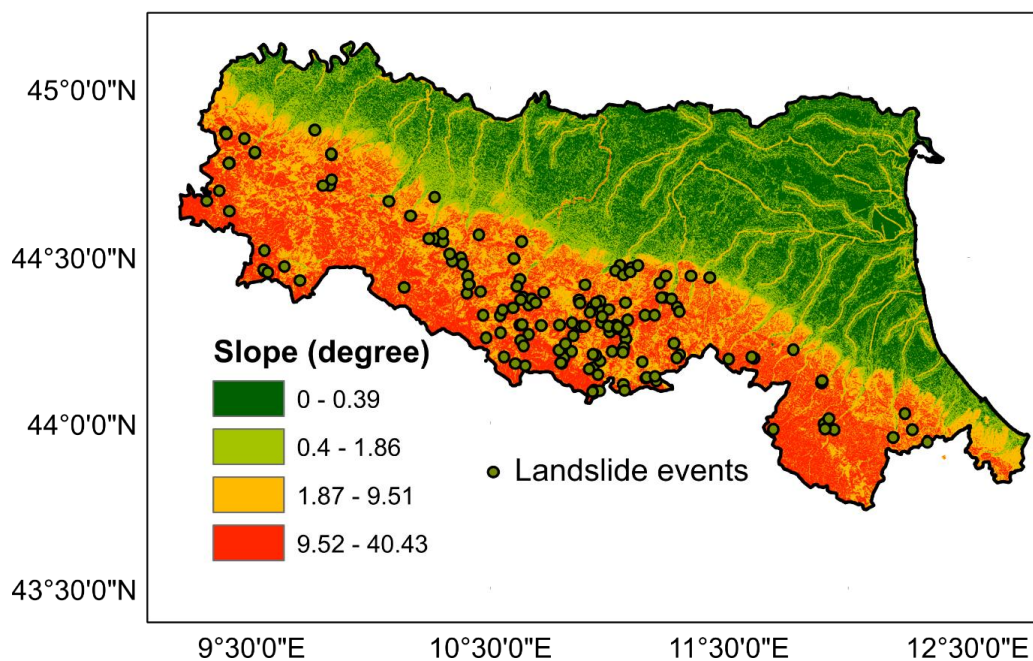 45°0'0"N
44°30'0"N
44°0'0"N
43°30'0"N
Slope (degree)
0 - 0.39
0.4 - 1.86
1.87 - 9.51
9.52 - 40.43
Landslide events
9°30'0"E
10°30'0"E
11°30'0"E
12°30'0"E